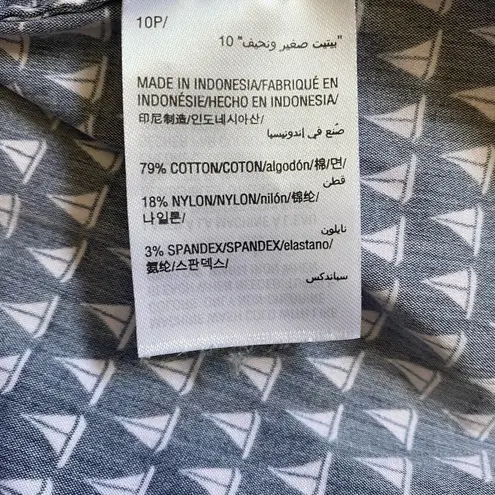 10P/
"بيتيت صغير ونحيف" 10
MADE IN INDONESIA/FABRIQUÉ EN
INDONÉSIE/HECHO EN INDONESIA/
印尼制造/인도네시아산/
صُنع في اندونيسيا
79% COTTON/COTON/algodón/棉/면/
قطن
18% NYLON/NYLON/nilón/锦纶/
나일론/
نايلون
3% SPANDEX/SPANDEX/elastano/
氨纶/스판덱스/
سباندكس